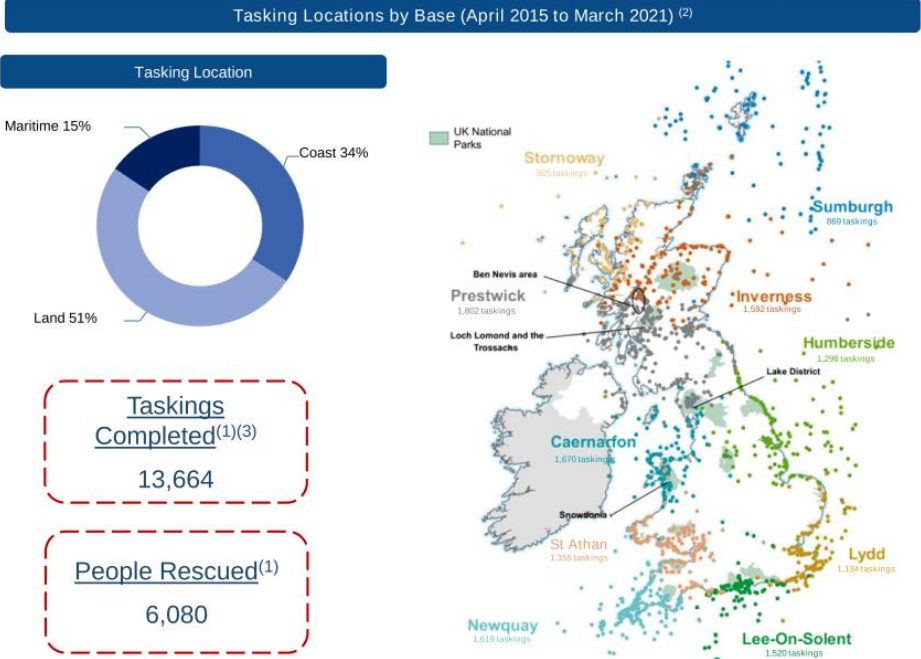 Tasking Locations by Base (April 2015 to March 2021) (2)
Tasking Location
Maritime 15%
Coast 34%
Land 51%
Taskings
Completed(1)(3)
13,664
People Rescued(1)
6,080
UK National
Parks
Stornoway
805 taskings
Sumburgh
869 taskings
Ben Nevis area
Prestwick
1,802 taskings
Inverness
1,592 taskings
Loch Lomond and the
Trossachs
Humberside
1,298 taskings
Lake District
Caernarfon
1,670 taskings
Snowdonia
St Athan
1,355 taskings
Lydd
1,134 taskings
Newquay
1,619 taskings
Lee-On-Solent
1,520 taskings